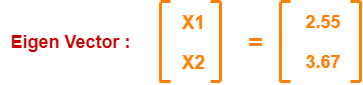 X1 2.55
Eigen Vector : =
X2 3.67